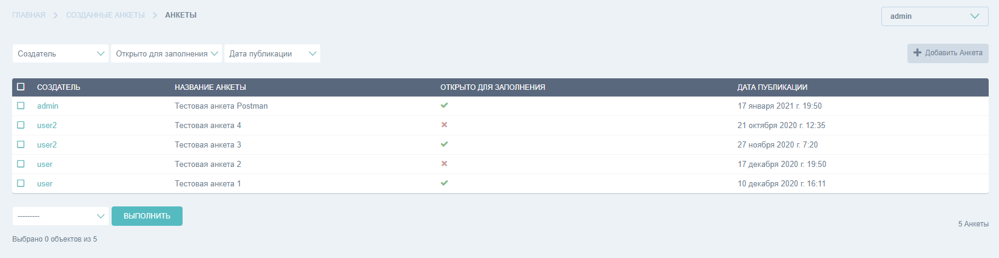 ГЛАВНАЯ СОЗДАННЫЕ АНКЕТЫ АНКЕТЫ admin
Создатель Открыто для заполнения Дата публикации Добавить Анкета
СОЗДАТЕЛЬ НАЗВАНИЕ АНКЕТЫ ОТКРЫТО ДЛЯ ЗАПОЛНЕНИЯ ДАТА ПУБЛИКАЦИИ
admin Тестовая анкета Postman 17 января 2021 г. 19:50
user2 Тестовая анкета 4 21 октября 2020 г. 12:35
user2 Тестовая анкета 3 27 ноября 2020 г. 7:20
user Тестовая анкета 2 17 декабря 2020 г. 19:50
user Тестовая анкета 1 10 декабря 2020 г. 16:11
--------- ВЫПОЛНИТЬ
5 Анкеты
Выбрано 0 объектов из 5